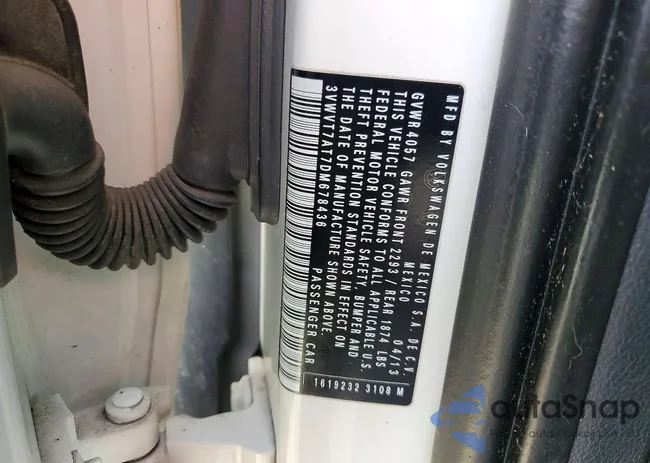 MFD BY VOLKSWAGEN DE MEXICO S.A. DE C.V.
MEXICO 04/13
GVWR 4057 GAWR FRONT 2293/ REAR 1874 LBS
THIS VEHICLE CONFORMS TO ALL APPLICABLE U.S.
FEDERAL MOTOR VEHICLE SAFETY, BUMPER AND
THEFT PREVENTION STANDARDS IN EFFECT ON
THE DATE OF MANUFACTURE SHOWN ABOVE.
3VWVT7AT7DM678436 PASSENGER CAR
1619232 3108 M
autaSnap